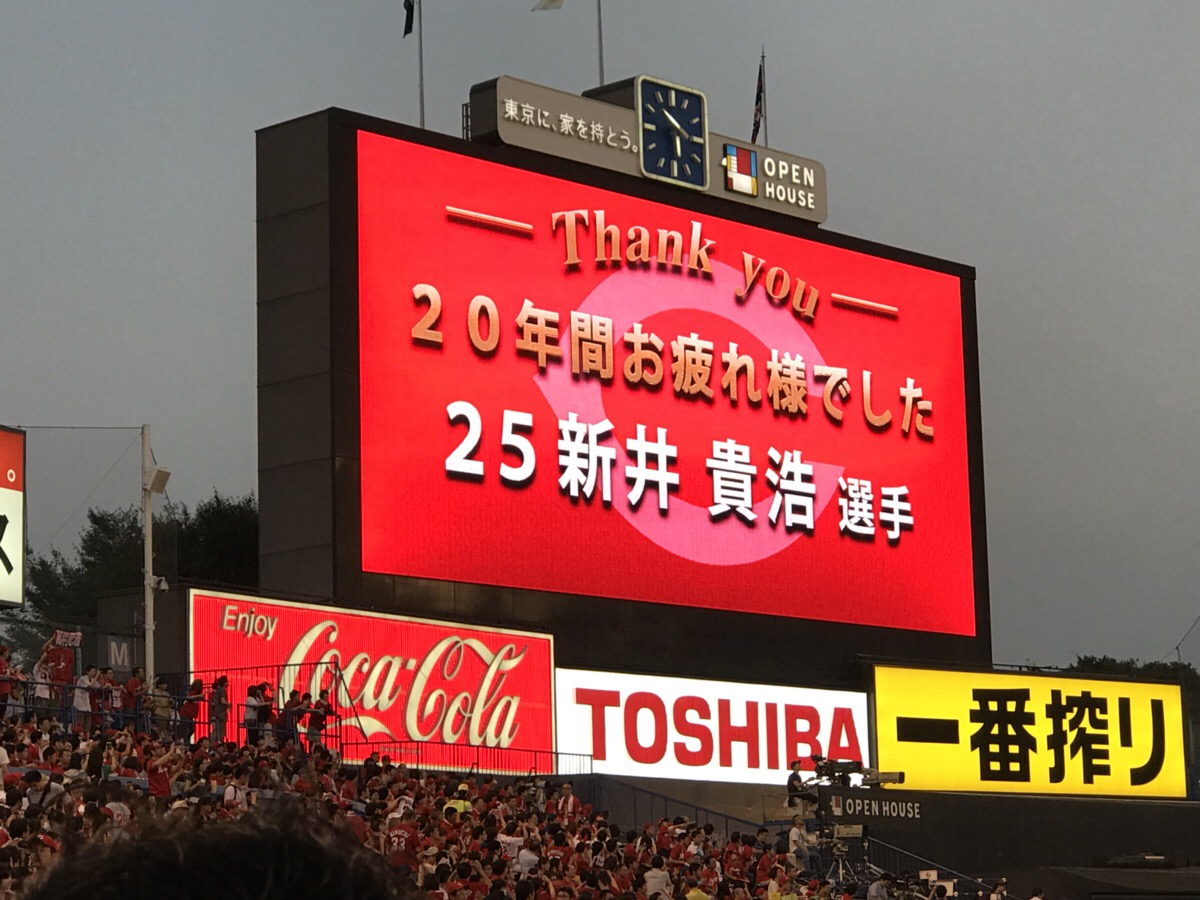 東京に、家を持とう。
OPEN
HOUSE
Thank you
20年間お疲れ様でした
25 新井 貴浩 選手
M
Enjoy
Coca-Cola
TOSHIBA
一番搾り
OPEN HOUSE
33